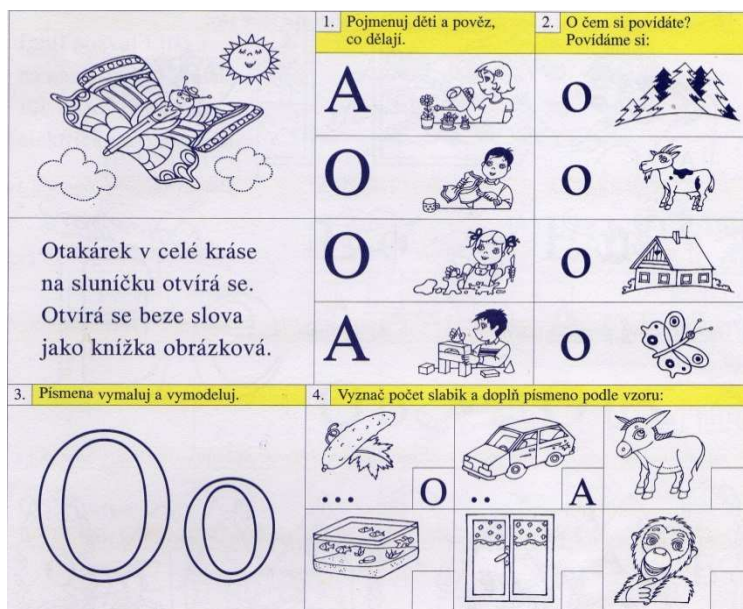 1. Pojmenuj děti a pověz,
co dělají.
A
O
O
A
2. O čem si povídáte?
Povídáme si:
o
o
o
o
Otakárek v celé kráse
na sluníčku otvírá se.
Otvírá se beze slova
jako knížka obrázková.
3. Písmena vymaluj a vymodeluj.
O o
4. Vyznač počet slabik a doplň písmeno podle vzoru:
... O .. A